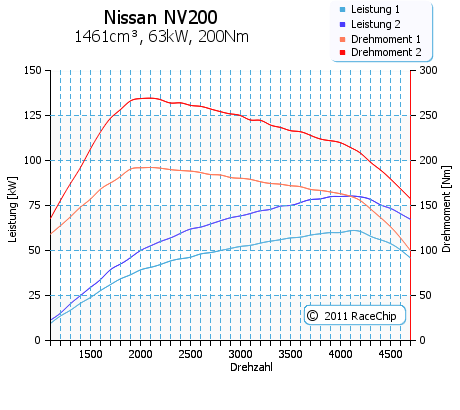 Nissan NV200
1461cm³, 63kW, 200Nm
Leistung 1
Leistung 2
Drehmoment 1
Drehmoment 2
150
125
100
75
50
25
0
Leistung [kW]
300
250
200
150
100
50
0
Drehmoment [Nm]
© 2011 RaceChip
1500 2000 2500 3000 3500 4000 4500
Drehzahl